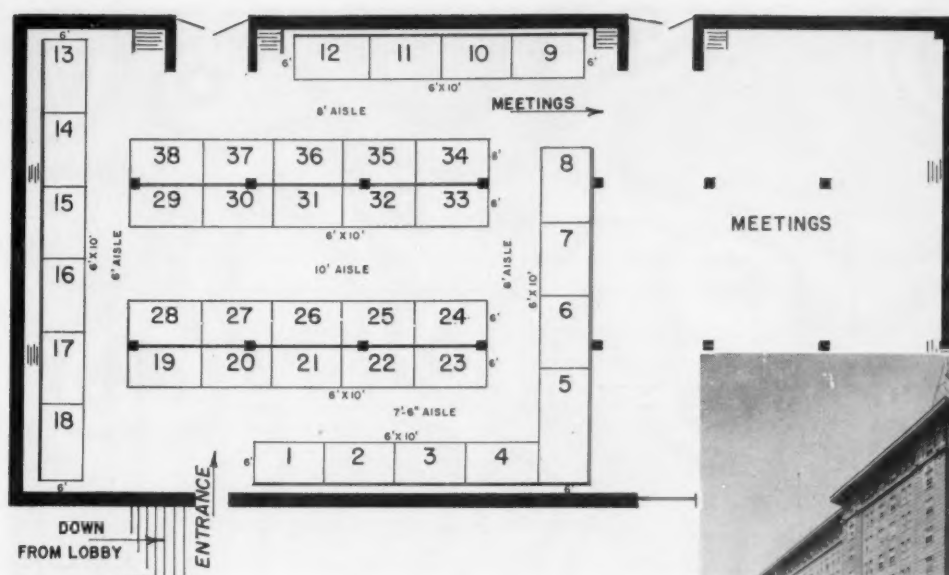 6'
13 12 11 10 9
6' 6'
6'X10'
8' AISLE
MEETINGS
14
38 37 36 35 34
6'
8
15
29 30 31 32 33
6'
6'X10'
MEETINGS
7
6'X10'
6' AISLE
10' AISLE
6' AISLE
6'X10'
16
28 27 26 25 24
6'
6
17
19 20 21 22 23
6'
6'X10'
5
7'-6" AISLE
18
6'X10'
6'
1 2 3 4
6'
6'
ENTRANCE
DOWN
FROM LOBBY